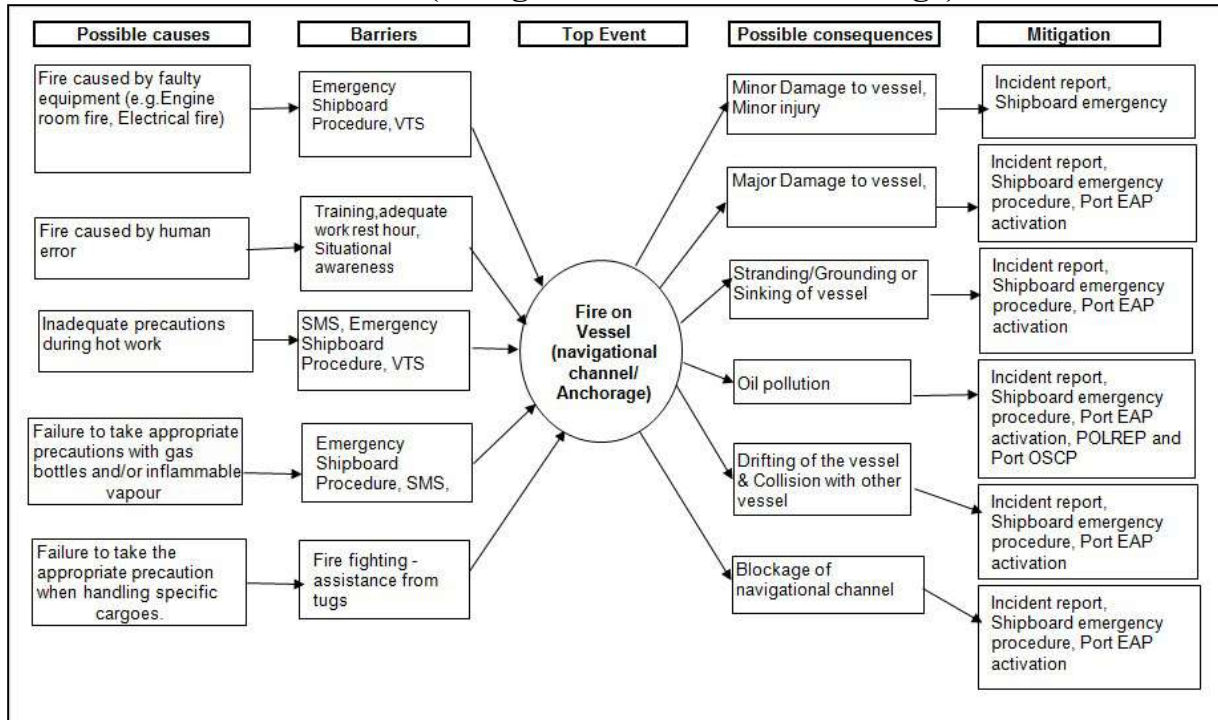 Possible causes
Barriers
Top Event
Possible consequences
Mitigation
Fire caused by faulty
equipment (e.g.Engine
room fire, Electrical fire)
Emergency
Shipboard
Procedure, VTS
Minor Damage to vessel,
Minor injury
Incident report,
Shipboard emergency
Fire caused by human
error
Training,adequate
work rest hour,
Situational
awareness
Major Damage to vessel,
Incident report,
Shipboard emergency
procedure, Port EAP
activation
Inadequate precautions
during hot work
SMS, Emergency
Shipboard
Procedure, VTS
Fire on
Vessel
(navigational
channel/
Anchorage)
Stranding/Grounding or
Sinking of vessel
Incident report,
Shipboard emergency
procedure, Port EAP
activation
Failure to take appropriate
precautions with gas
bottles and/or inflammable
vapour
Emergency
Shipboard
Procedure, SMS,
Oil pollution
Incident report,
Shipboard emergency
procedure, Port EAP
activation, POLREP and
Port OSCP
Failure to take the
appropriate precaution
when handling specific
cargoes.
Fire fighting -
assistance from
tugs
Drifting of the vessel
& Collision with other
vessel
Incident report,
Shipboard emergency
procedure, Port EAP
activation
Blockage of
navigational channel
Incident report,
Shipboard emergency
procedure, Port EAP
activation